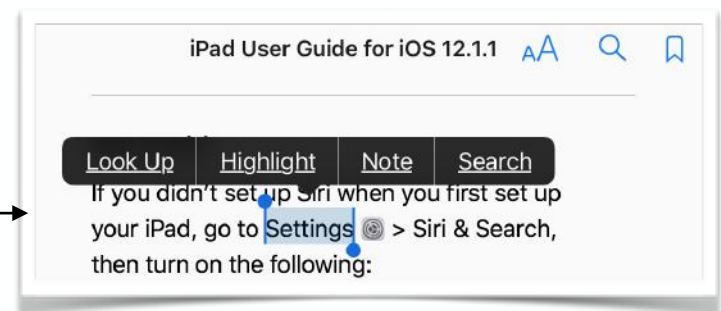 iPad User Guide for iOS 12.1.1 AA
Look Up Highlight Note Search
If you didn't set up Siri when you first set up
your iPad, go to Settings > Siri & Search,
then turn on the following: